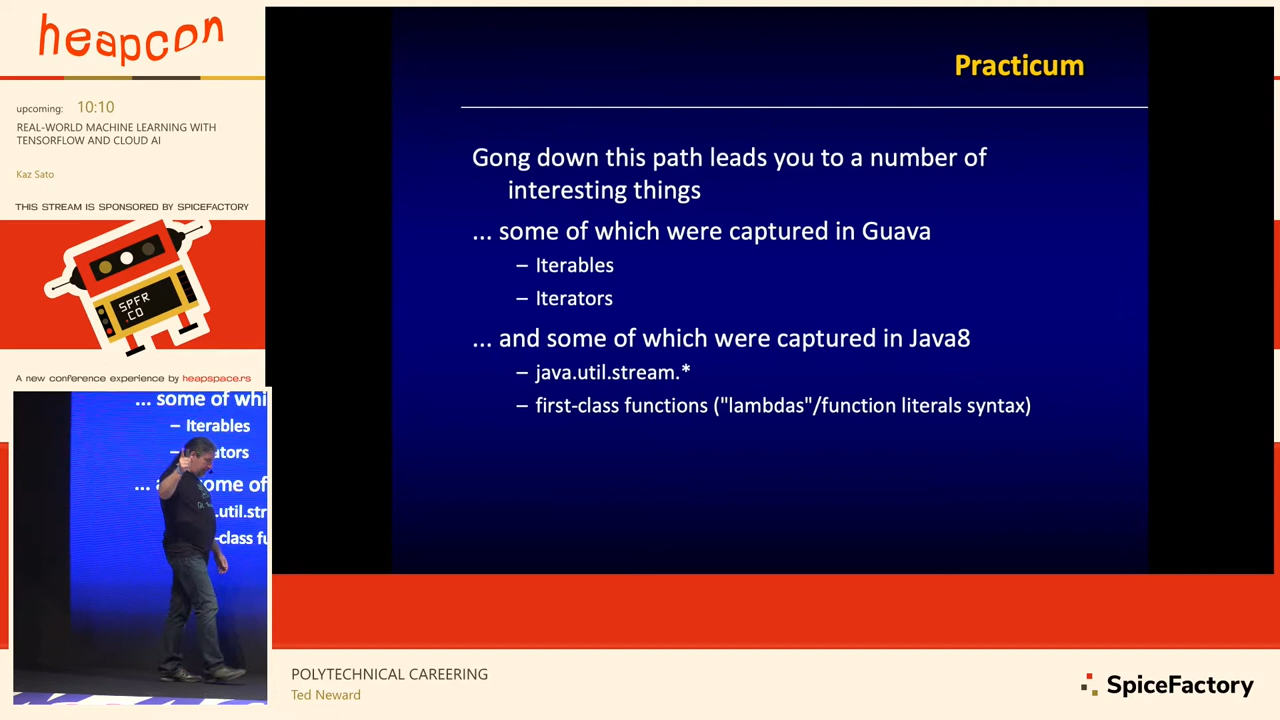 heapcon
upcoming: 10:10
REAL-WORLD MACHINE LEARNING WITH
TENSORFLOW AND CLOUD AI
Kaz Sato
THIS STREAM IS SPONSORED BY SPICEFACTORY
SPFR
.CO
A new conference experience by heapspace.rs
Practicum
Gong down this path leads you to a number of
interesting things
... some of which were captured in Guava
– Iterables
– Iterators
... and some of which were captured in Java8
– java.util.stream.*
– first-class functions ("lambdas"/function literals syntax)
... some of whi
– Iterables
ators
... a
ome of
.util.str
-class fu
POLYTECHNICAL CAREERING
Ted Neward
SpiceFactory